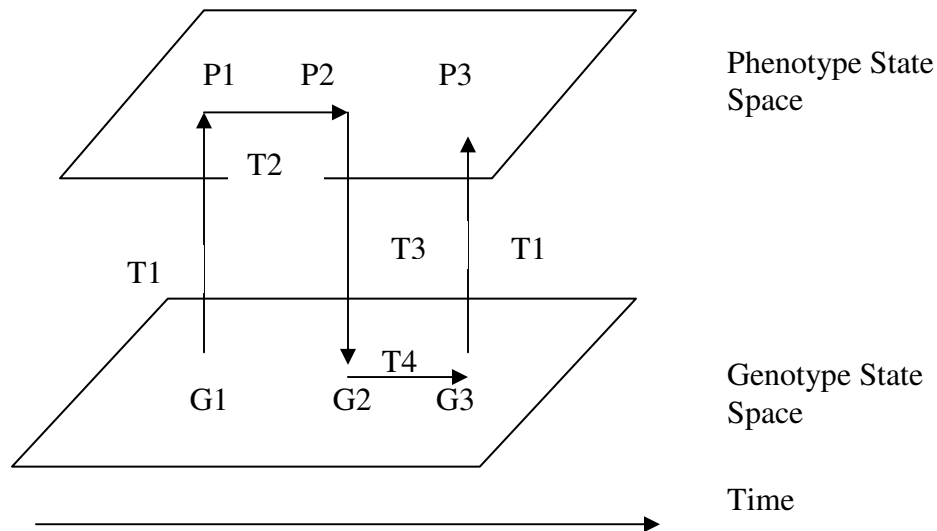 P1 P2 P3
Phenotype State
Space
T2
T1 T3 T1
T4
G1 G2 G3
Genotype State
Space
Time